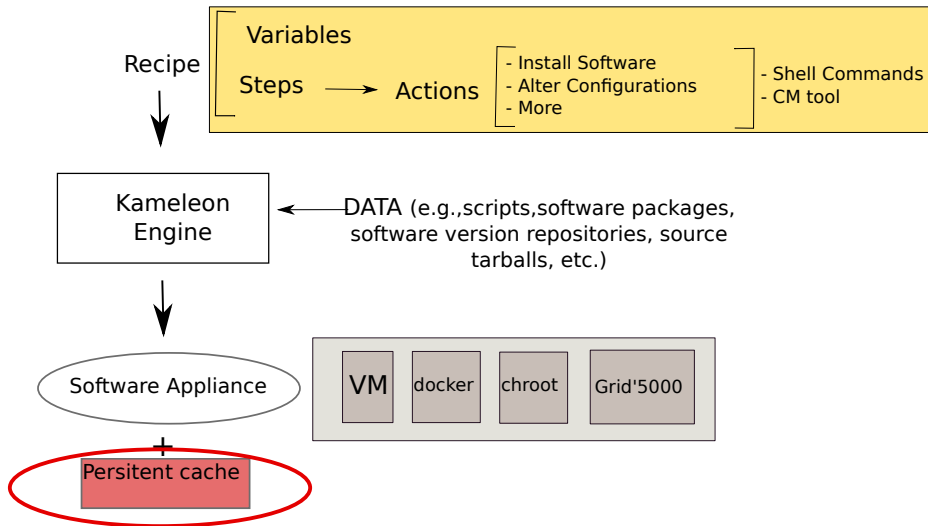 Variables
Recipe
Steps
Actions
- Install Software
- Alter Configurations
- More
- Shell Commands
- CM tool
Kameleon
Engine
DATA (e.g.,scripts,software packages,
software version repositories, source
tarballs, etc.)
Software Appliance
VM
docker
chroot
Grid'5000
+
Persitent cache